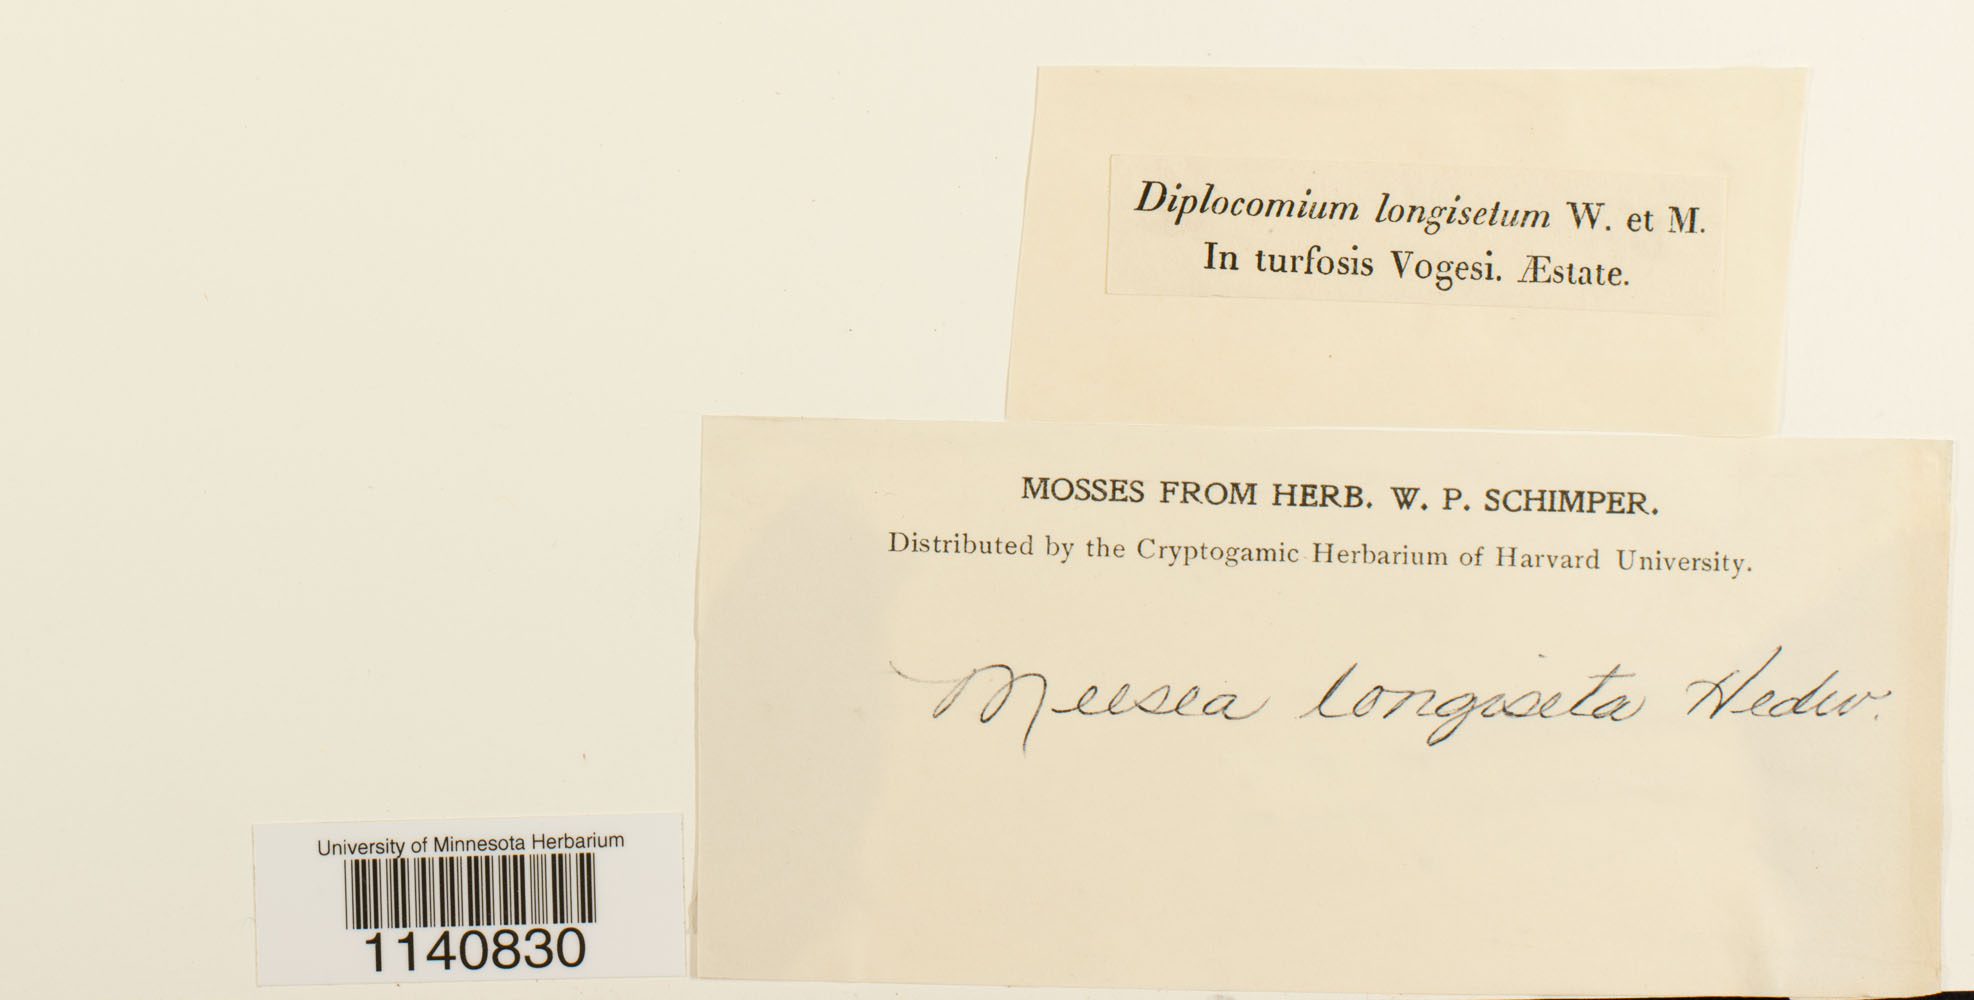 Diplocomium longisetum W. et M.
In turfosis Vogesi. Æstate.
MOSSES FROM HERB. W. P. SCHIMPER.
Distributed by the Cryptogamic Herbarium of Harvard University.
Meesea longiseta Hedw.
University of Minnesota Herbarium
1140830